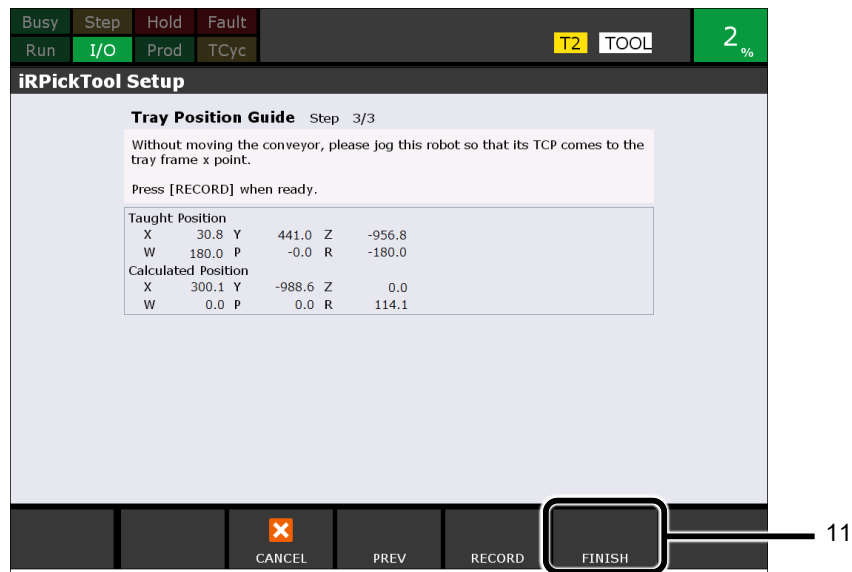 Busy Step Hold Fault
Run I/O Prod TCyc
T2 TOOL
2 %
iRPickTool Setup
Tray Position Guide Step 3/3
Without moving the conveyor, please jog this robot so that its TCP comes to the
tray frame x point.
Press [RECORD] when ready.
Taught Position
X 30.8 Y 441.0 Z -956.8
W 180.0 P -0.0 R -180.0
Calculated Position
X 300.1 Y -988.6 Z 0.0
W 0.0 P 0.0 R 114.1
CANCEL PREV RECORD FINISH
11